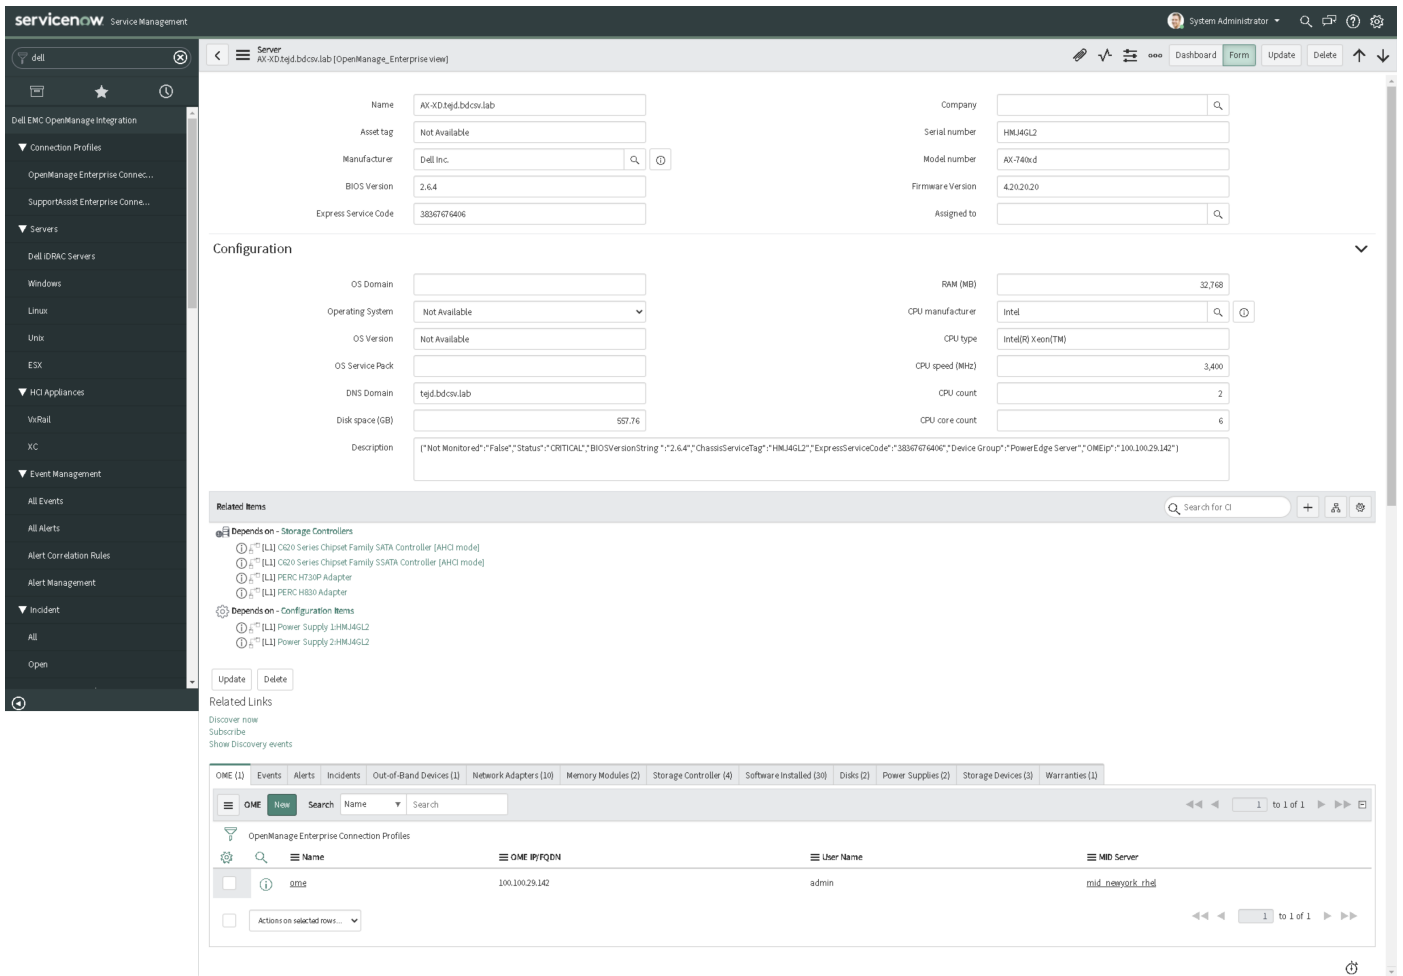 servicenow Service Management
System Administrator
dell
Server
AX-XD.tejd.bdcsv.lab [OpenManage_Enterprise view]
Dashboard Form Update Delete
Dell EMC OpenManage Integration
Connection Profiles
OpenManage Enterprise Connec...
SupportAssist Enterprise Conne...
Servers
Dell iDRAC Servers
Windows
Linux
Unix
ESX
HCI Appliances
VxRail
XC
Event Management
All Events
All Alerts
Alert Correlation Rules
Alert Management
Incident
All
Open
Name AX-XD.tejd.bdcsv.lab
Company
Asset tag Not Available
Serial number HMJ4GL2
Manufacturer Dell Inc.
Model number AX-740xd
BIOS Version 2.6.4
Firmware Version 4.20.20.20
Express Service Code 38367676406
Assigned to
Configuration
OS Domain
RAM (MB) 32,768
Operating System Not Available
CPU manufacturer Intel
OS Version Not Available
CPU type Intel(R) Xeon(TM)
OS Service Pack
CPU speed (MHz) 3,400
DNS Domain tejd.bdcsv.lab
CPU count 2
Disk space (GB) 557.76
CPU core count 6
Description {"Not Monitored":"False","Status":"CRITICAL","BIOSVersionString ":"2.6.4","ChassisServiceTag":"HMJ4GL2","ExpressServiceCode":"38367676406","Device Group":"PowerEdge Server","OMEip":"100.100.29.142"}
Related Items Search for CI
Depends on - Storage Controllers
[L1] C620 Series Chipset Family SATA Controller [AHCI mode]
[L1] C620 Series Chipset Family SSATA Controller [AHCI mode]
[L1] PERC H730P Adapter
[L1] PERC H830 Adapter
Depends on - Configuration Items
[L1] Power Supply 1:HMJ4GL2
[L1] Power Supply 2:HMJ4GL2
Update Delete
Related Links
Discover now
Subscribe
Show Discovery events
OME (1) Events Alerts Incidents Out-of-Band Devices (1) Network Adapters (10) Memory Modules (2) Storage Controller (4) Software Installed (30) Disks (2) Power Supplies (2) Storage Devices (3) Warranties (1)
OME New Search Name Search 1 to 1 of 1
OpenManage Enterprise Connection Profiles
Name OME IP/FQDN User Name MID Server
ome 100.100.29.142 admin mid_newyork_rhel
Actions on selected rows... 1 to 1 of 1